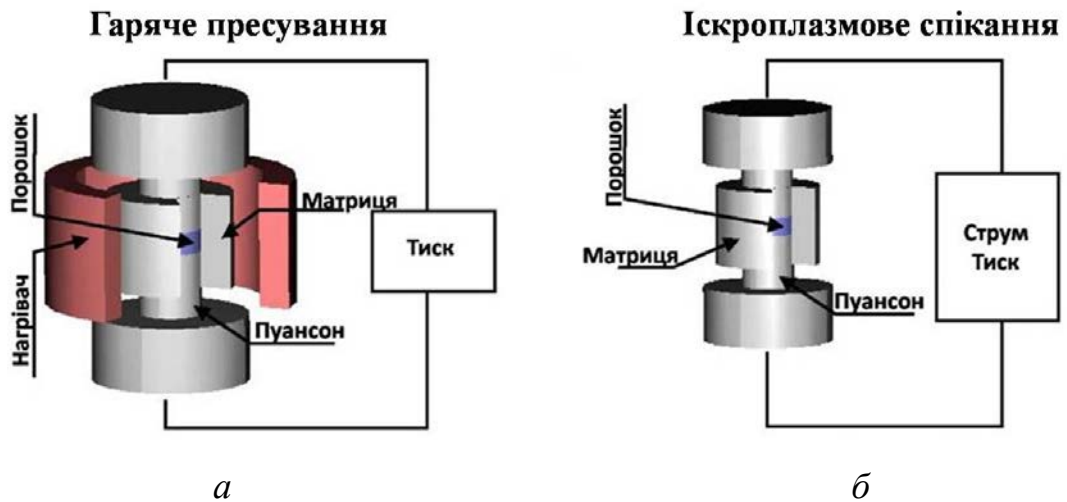 Гаряче пресування
Порошок
Нагрівач
Матриця
Пуансон
Тиск
а
Іскроплазмове спікання
Порошок
Матриця
Пуансон
Струм
Тиск
б